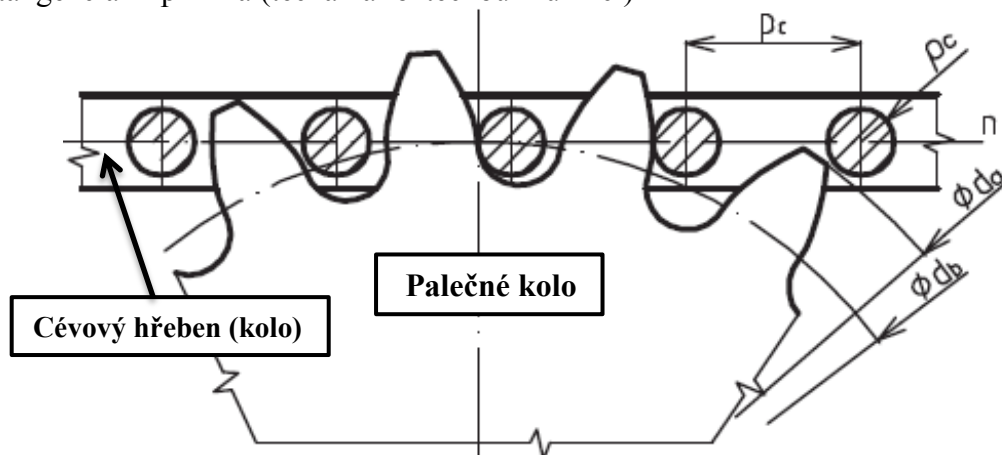 pc
ρc
n
ϕda
ϕdb
Palečné kolo
Cévový hřeben (kolo)